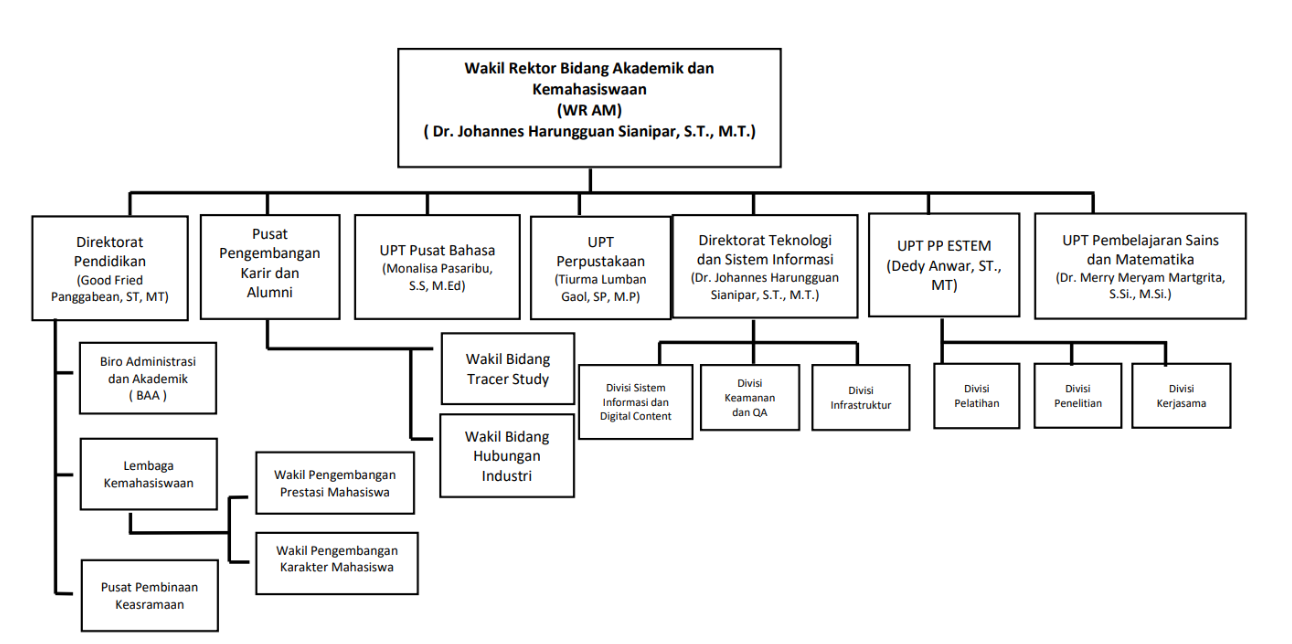 Wakil Rektor Bidang Akademik dan
Kemahasiswaan
(WR AM)
( Dr. Johannes Harungguan Sianipar, S.T., M.T.)
Direktorat
Pendidikan
(Good Fried
Panggabean, ST, MT)
Pusat
Pengembangan
Karir dan
Alumni
UPT Pusat Bahasa
(Monalisa Pasaribu,
S.S, M.Ed)
UPT
Perpustakaan
(Tiurma Lumban
Gaol, SP, M.P)
Direktorat Teknologi
dan Sistem Informasi
(Dr. Johannes Harungguan
Sianipar, S.T., M.T.)
UPT PP ESTEM
(Dedy Anwar, ST.,
MT)
UPT Pembelajaran Sains
dan Matematika
(Dr. Merry Meryam Martgrita,
S.Si., M.Si.)
Biro Administrasi
dan Akademik
( BAA )
Lembaga
Kemahasiswaan
Wakil Pengembangan
Prestasi Mahasiswa
Wakil Pengembangan
Karakter Mahasiswa
Pusat Pembinaan
Keasramaan
Wakil Bidang
Tracer Study
Wakil Bidang
Hubungan
Industri
Divisi Sistem
Informasi dan
Digital Content
Divisi
Keamanan
dan QA
Divisi
Infrastruktur
Divisi
Pelatihan
Divisi
Penelitian
Divisi
Kerjasama